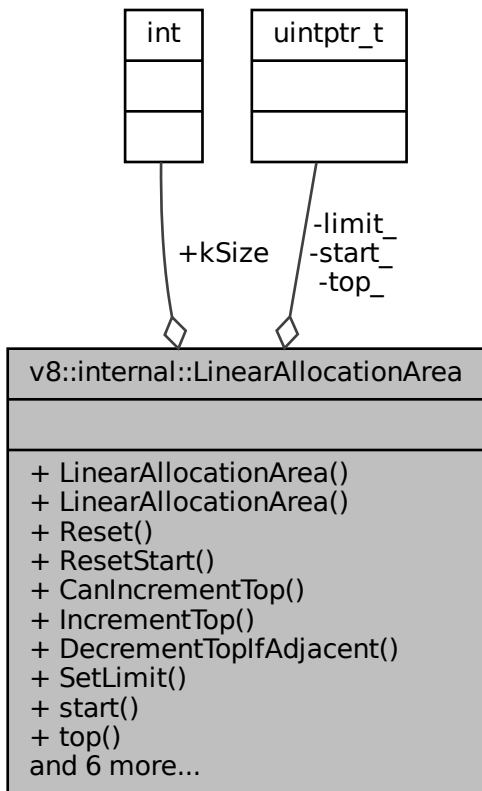 int
uintptr_t
+kSize
-limit_
-start_
-top_
v8::internal::LinearAllocationArea
+ LinearAllocationArea()
+ LinearAllocationArea()
+ Reset()
+ ResetStart()
+ CanIncrementTop()
+ IncrementTop()
+ DecrementTopIfAdjacent()
+ SetLimit()
+ start()
+ top()
and 6 more...